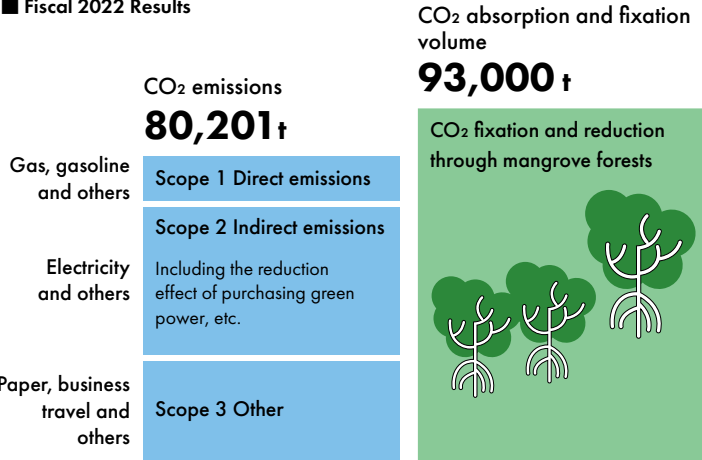 ■ Fiscal 2022 Results
CO₂ absorption and fixation
volume
93,000 t
CO₂ emissions
80,201 t
CO₂ fixation and reduction
through mangrove forests
Gas, gasoline
and others
Scope 1 Direct emissions
Scope 2 Indirect emissions
Electricity
and others
Including the reduction
effect of purchasing green
power, etc.
Paper, business
travel and
others
Scope 3 Other